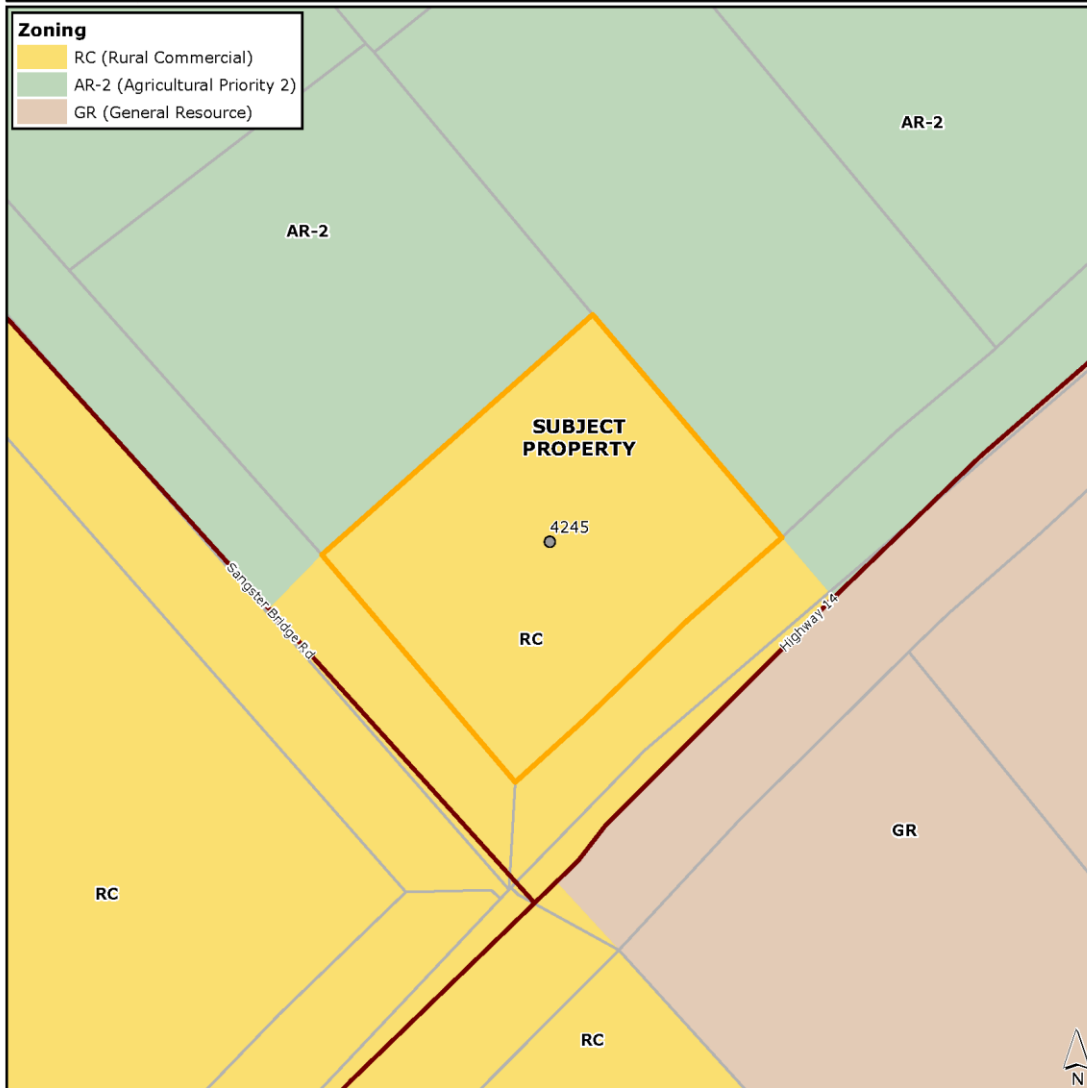 Zoning
RC (Rural Commercial)
AR-2 (Agricultural Priority 2)
GR (General Resource)
AR-2
AR-2
SUBJECT
PROPERTY
4245
Sangster Bridge Rd
Highway 14
RC
GR
RC
RC
N